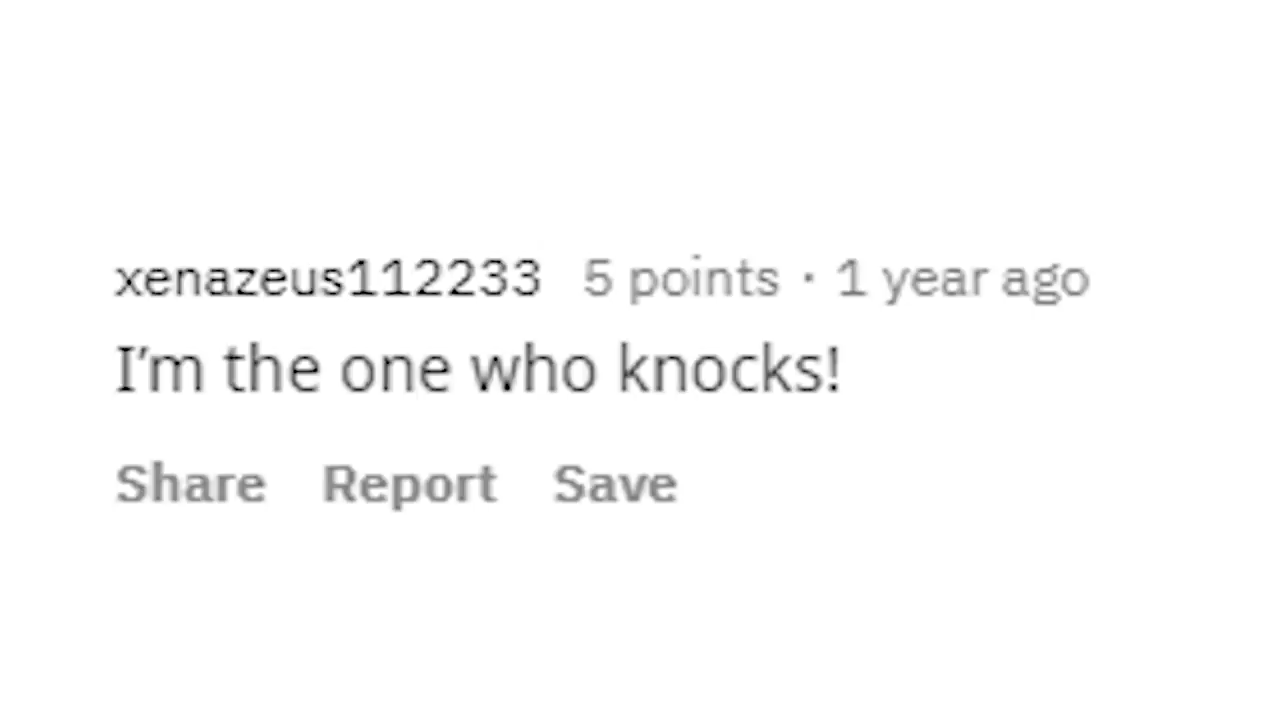 xenazeus112233 5 points · 1 year ago
I'm the one who knocks!
Share Report Save